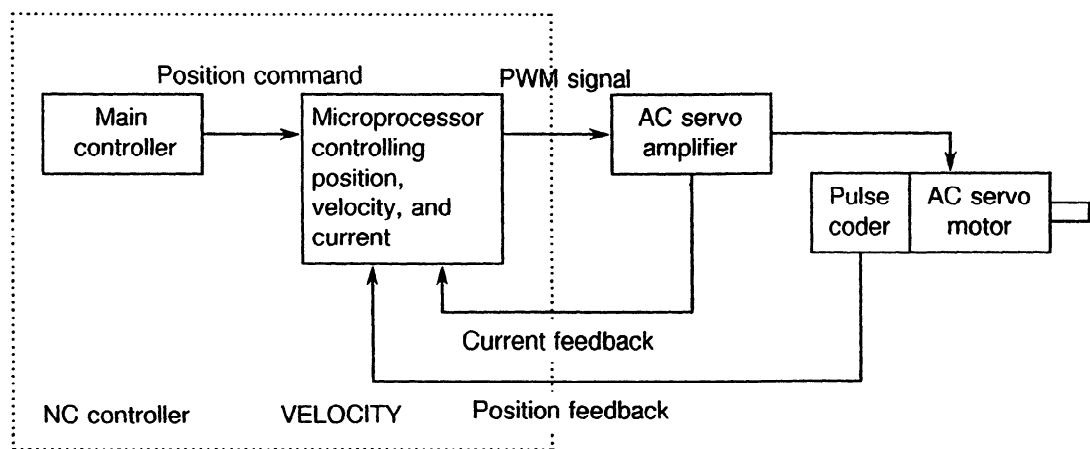 Position command
PWM signal
Main
controller
Microprocessor
controlling
position,
velocity, and
current
AC servo
amplifier
Pulse
coder
AC servo
motor
Current feedback
Position feedback
NC controller
VELOCITY